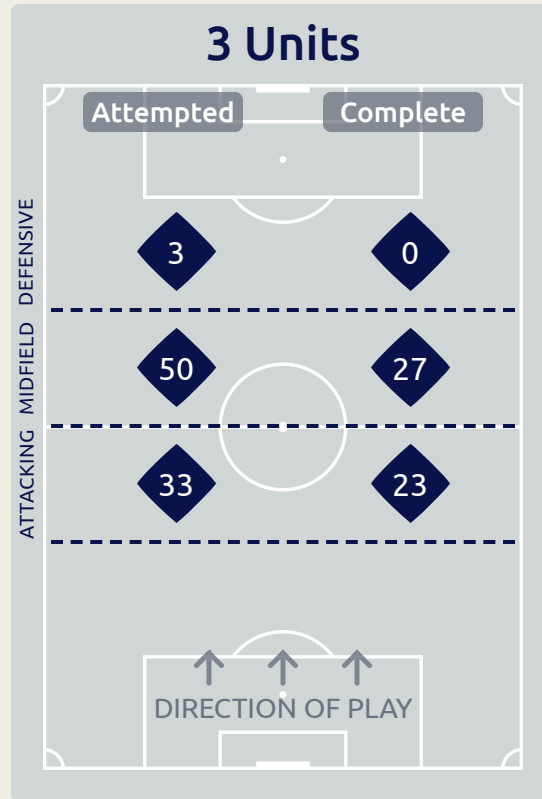 3 Units
Attempted Complete
DEFENSIVE
3 0
MIDFIELD
50 27
ATTACKING
33 23
DIRECTION OF PLAY